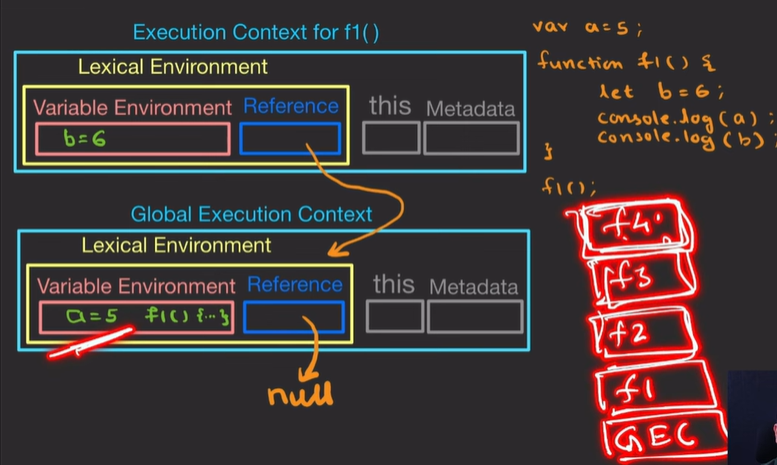 Execution Context for f1()
Lexical Environment
Variable Environment Reference this Metadata
b=6
Global Execution Context
Lexical Environment
Variable Environment Reference this Metadata
a=5 f1() {...}
null
var a=5;
function f1() {
let b=6;
console.log(a);
console.log(b);
}
f1();
f4
f3
f2
f1
GEC